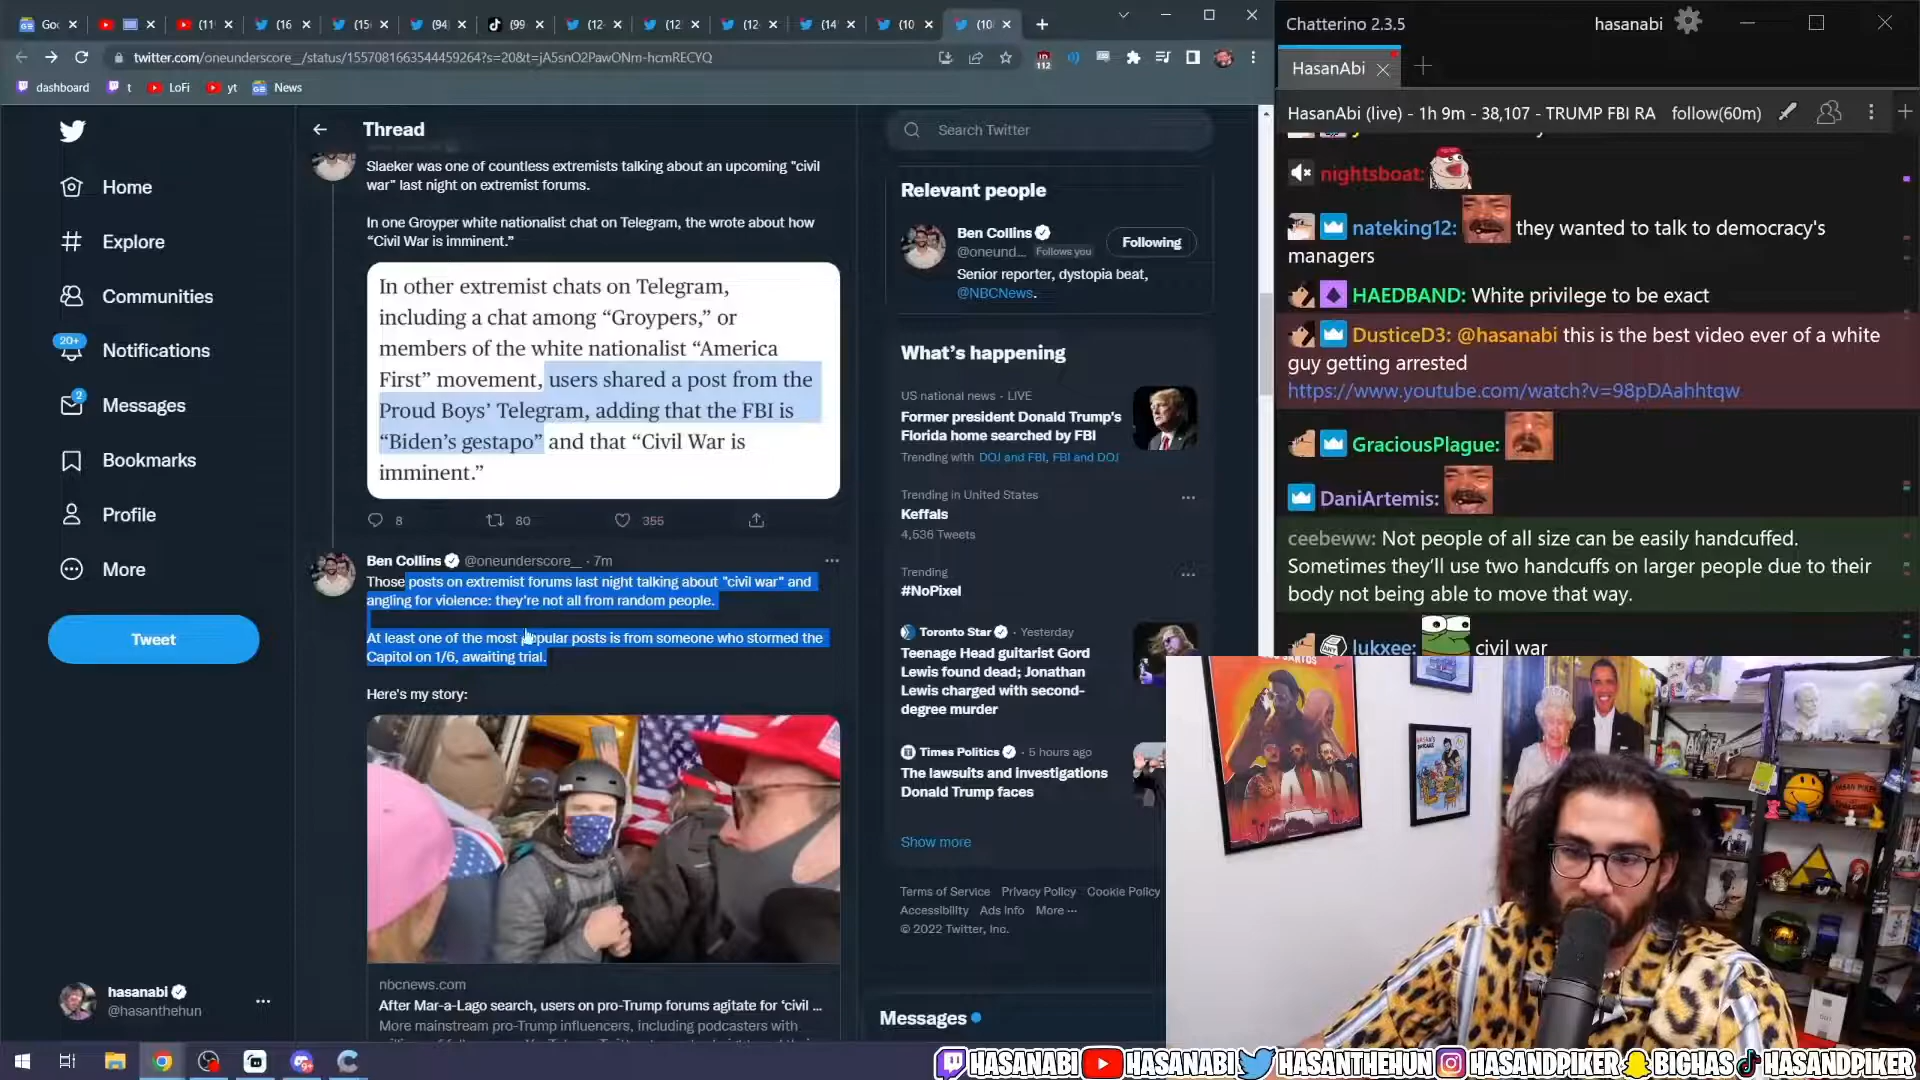 Goo
(11
(16
(15
(94
(99
(12
(12
(12
(14
(10
(10
twitter.com/oneunderscore__/status/1557081663544459264?s=20&t=jA5snO2PawONm-hcmRECYQ
112
dashboard
t
LoFi
yt
News
Home
Explore
Communities
20+
Notifications
2
Messages
Bookmarks
Profile
More
Tweet
hasanabi
@hasanthehun
Thread
Slaeker was one of countless extremists talking about an upcoming "civil
war" last night on extremist forums.
In one Groyper white nationalist chat on Telegram, the wrote about how
“Civil War is imminent.”
In other extremist chats on Telegram,
including a chat among “Groypers,” or
members of the white nationalist “America
First” movement, users shared a post from the
Proud Boys’ Telegram, adding that the FBI is
“Biden’s gestapo” and that “Civil War is
imminent.”
8
80
355
Ben Collins @oneunderscore__ · 7m
Those posts on extremist forums last night talking about "civil war" and
angling for violence: they’re not all from random people.
At least one of the most popular posts is from someone who stormed the
Capitol on 1/6, awaiting trial.
Here's my story:
nbcnews.com
After Mar-a-Lago search, users on pro-Trump forums agitate for ‘civil ...
More mainstream pro-Trump influencers, including podcasters with
Search Twitter
Relevant people
Ben Collins
@oneund... Follows you
Following
Senior reporter, dystopia beat,
@NBCNews.
What’s happening
US national news · LIVE
Former president Donald Trump’s
Florida home searched by FBI
Trending with DOJ and FBI, FBI and DOJ
Trending in United States
Keffals
4,536 Tweets
Trending
#NoPixel
Toronto Star · Yesterday
Teenage Head guitarist Gord
Lewis found dead; Jonathan
Lewis charged with second-
degree murder
Times Politics · 5 hours ago
The lawsuits and investigations
Donald Trump faces
Show more
Terms of Service Privacy Policy Cookie Policy
Accessibility Ads info More ···
© 2022 Twitter, Inc.
Messages
Chatterino 2.3.5
hasanabi
HasanAbi
HasanAbi (live) - 1h 9m - 38,107 - TRUMP FBI RA follow(60m)
nightsboat:
nateking12: they wanted to talk to democracy's
managers
HAEDBAND: White privilege to be exact
DusticeD3: @hasanabi this is the best video ever of a white
guy getting arrested
https://www.youtube.com/watch?v=98pDAahhtqw
GraciousPlague:
DaniArtemis:
ceebeww: Not people of all size can be easily handcuffed.
Sometimes they’ll use two handcuffs on larger people due to their
body not being able to move that way.
lukxee: civil war
HASANABI HASANABI HASANTHEHUN HASANDPIKER BIGHAS HASANDPIKER